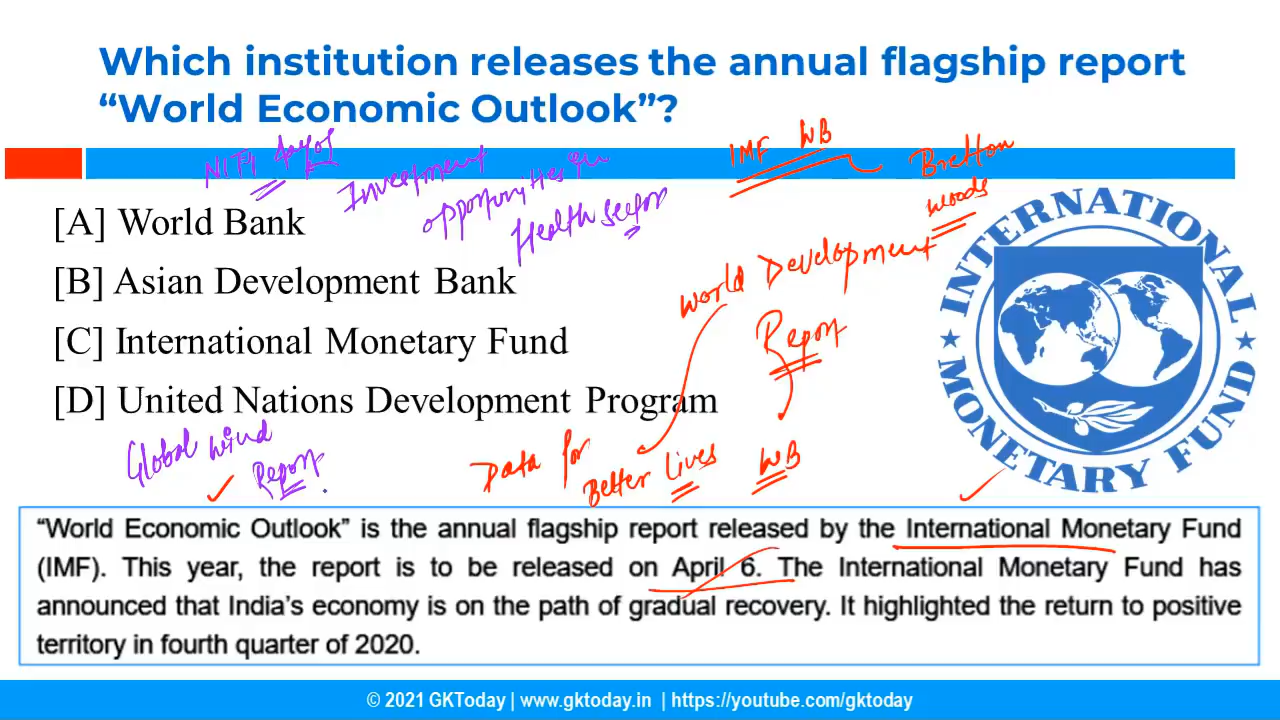 Which institution releases the annual flagship report
“World Economic Outlook”?
NITI Aayog
Investment
opportunities in
Health Sector
IMF WB
Bretton
woods
[A] World Bank
[B] Asian Development Bank
[C] International Monetary Fund
[D] United Nations Development Program
World Development
Report
INTERNATIONAL
MONETARY FUND
Global Wind
Report
Data for
Better Lives
WB
“World Economic Outlook” is the annual flagship report released by the International Monetary Fund
(IMF). This year, the report is to be released on April 6. The International Monetary Fund has
announced that India’s economy is on the path of gradual recovery. It highlighted the return to positive
territory in fourth quarter of 2020.
© 2021 GKToday | www.gktoday.in | https://youtube.com/gktoday